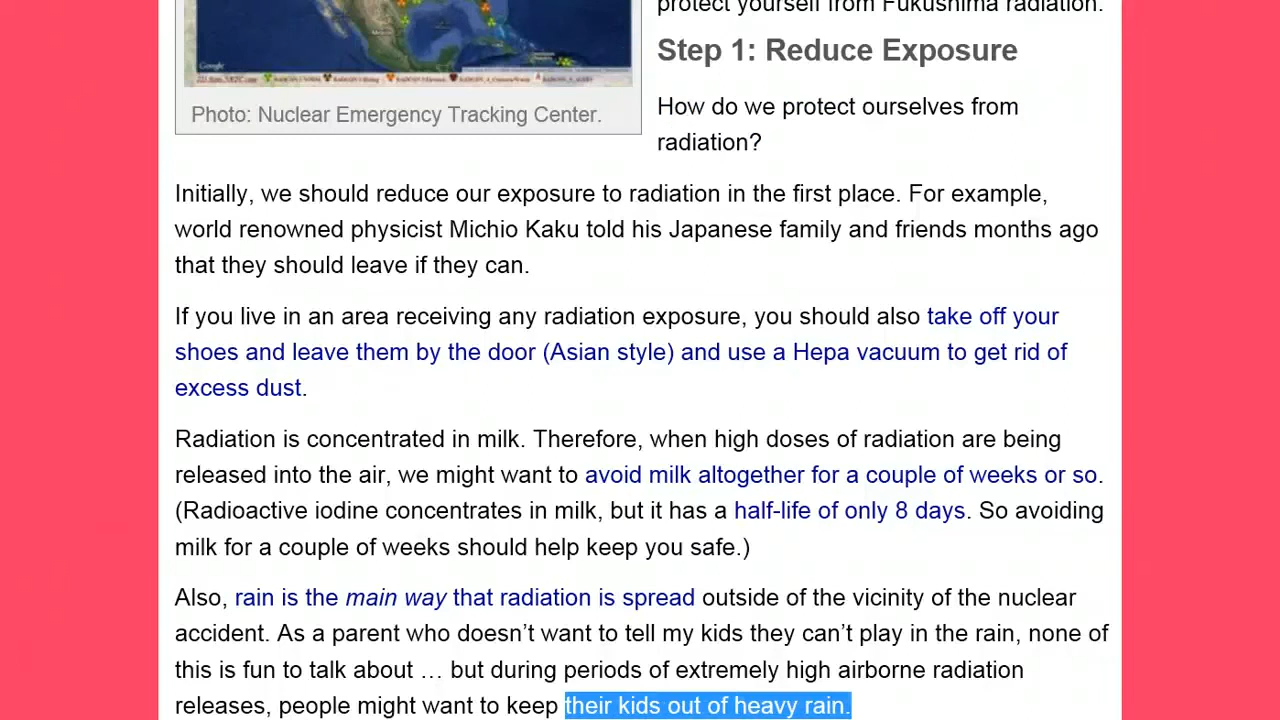 protect yourself from Fukushima radiation.
Step 1: Reduce Exposure
Google
Photo: Nuclear Emergency Tracking Center.
How do we protect ourselves from
radiation?
Initially, we should reduce our exposure to radiation in the first place. For example,
world renowned physicist Michio Kaku told his Japanese family and friends months ago
that they should leave if they can.
If you live in an area receiving any radiation exposure, you should also take off your
shoes and leave them by the door (Asian style) and use a Hepa vacuum to get rid of
excess dust.
Radiation is concentrated in milk. Therefore, when high doses of radiation are being
released into the air, we might want to avoid milk altogether for a couple of weeks or so.
(Radioactive iodine concentrates in milk, but it has a half-life of only 8 days. So avoiding
milk for a couple of weeks should help keep you safe.)
Also, rain is the main way that radiation is spread outside of the vicinity of the nuclear
accident. As a parent who doesn’t want to tell my kids they can’t play in the rain, none of
this is fun to talk about … but during periods of extremely high airborne radiation
releases, people might want to keep their kids out of heavy rain.